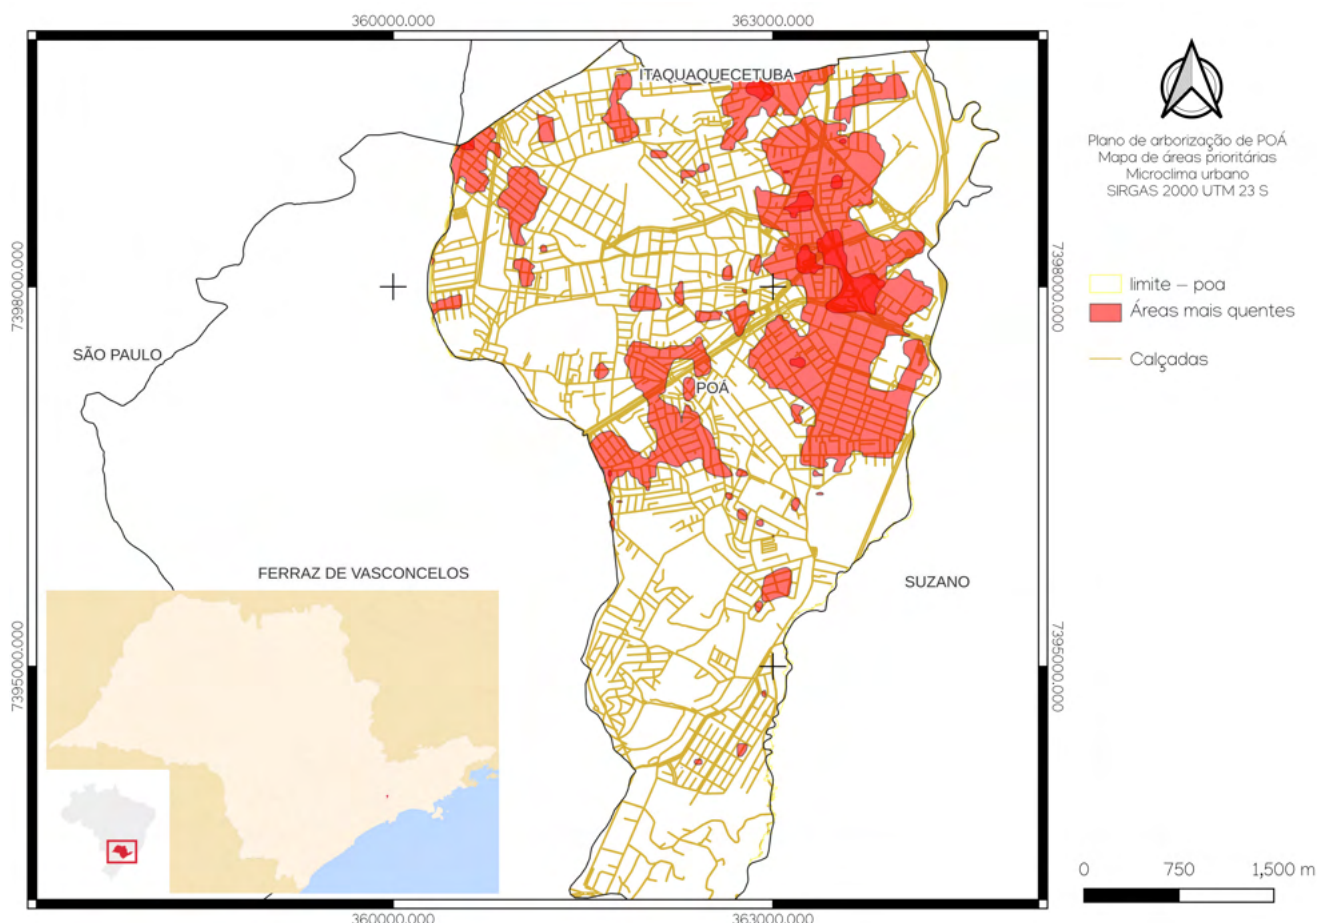 360000.000
363000.000
ITAQUAQUECETUBA
Plano de arborização de POÁ
Mapa de áreas prioritárias
Microclima urbano
SIRGAS 2000 UTM 23 S
7398000.000
7398000.000
limite – poa
Áreas mais quentes
SÃO PAULO
Calçadas
POÁ
FERRAZ DE VASCONCELOS
SUZANO
7395000.000
7395000.000
0 750 1,500 m
360000.000
363000.000